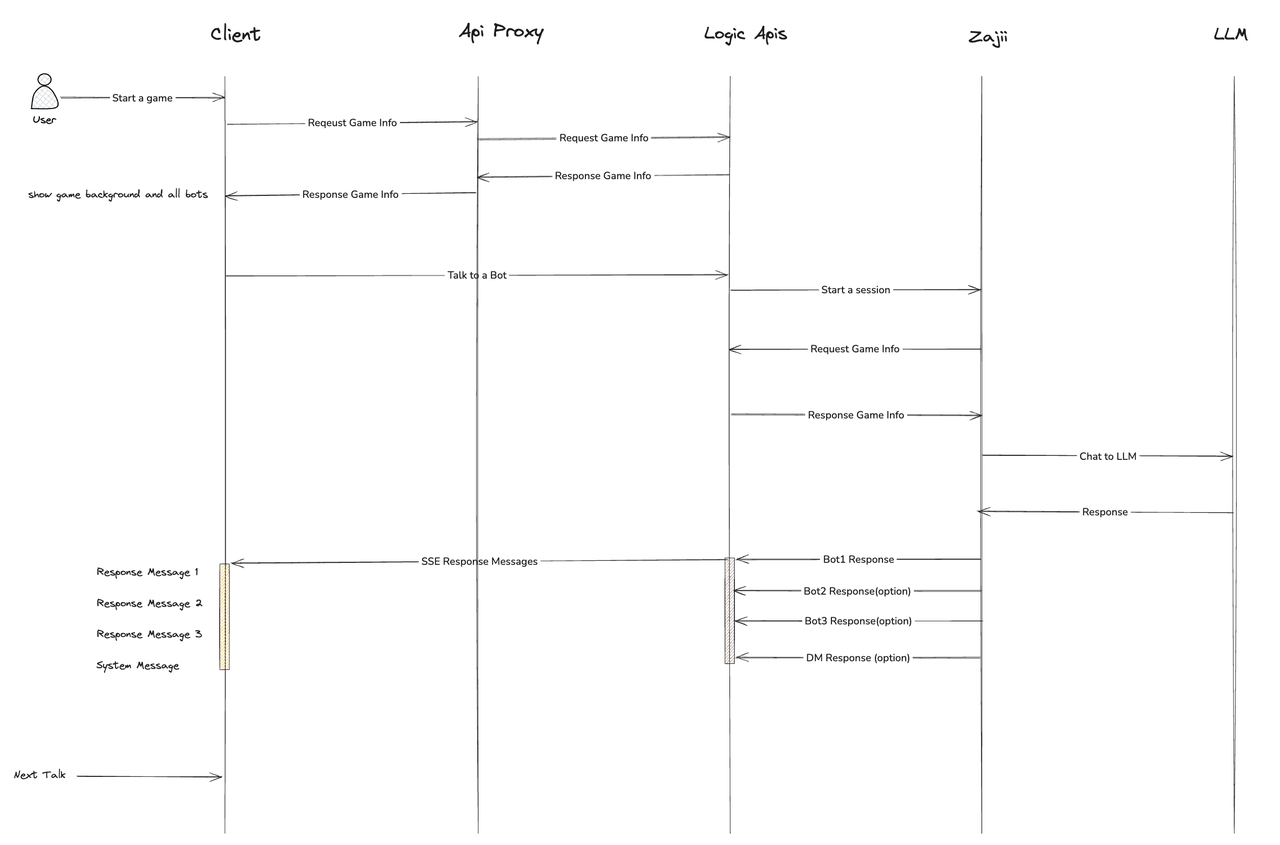 Client
Api Proxy
Logic Apis
Zajii
LLM
Start a game
User
Reqeust Game Info
Request Game Info
Response Game Info
show game background and all bots
Response Game Info
Talk to a Bot
Start a session
Request Game Info
Response Game Info
Chat to LLM
Response
SSE Response Messages
Bot1 Response
Response Message 1
Bot2 Response(option)
Response Message 2
Bot3 Response(option)
Response Message 3
DM Response (option)
System Message
Next Talk